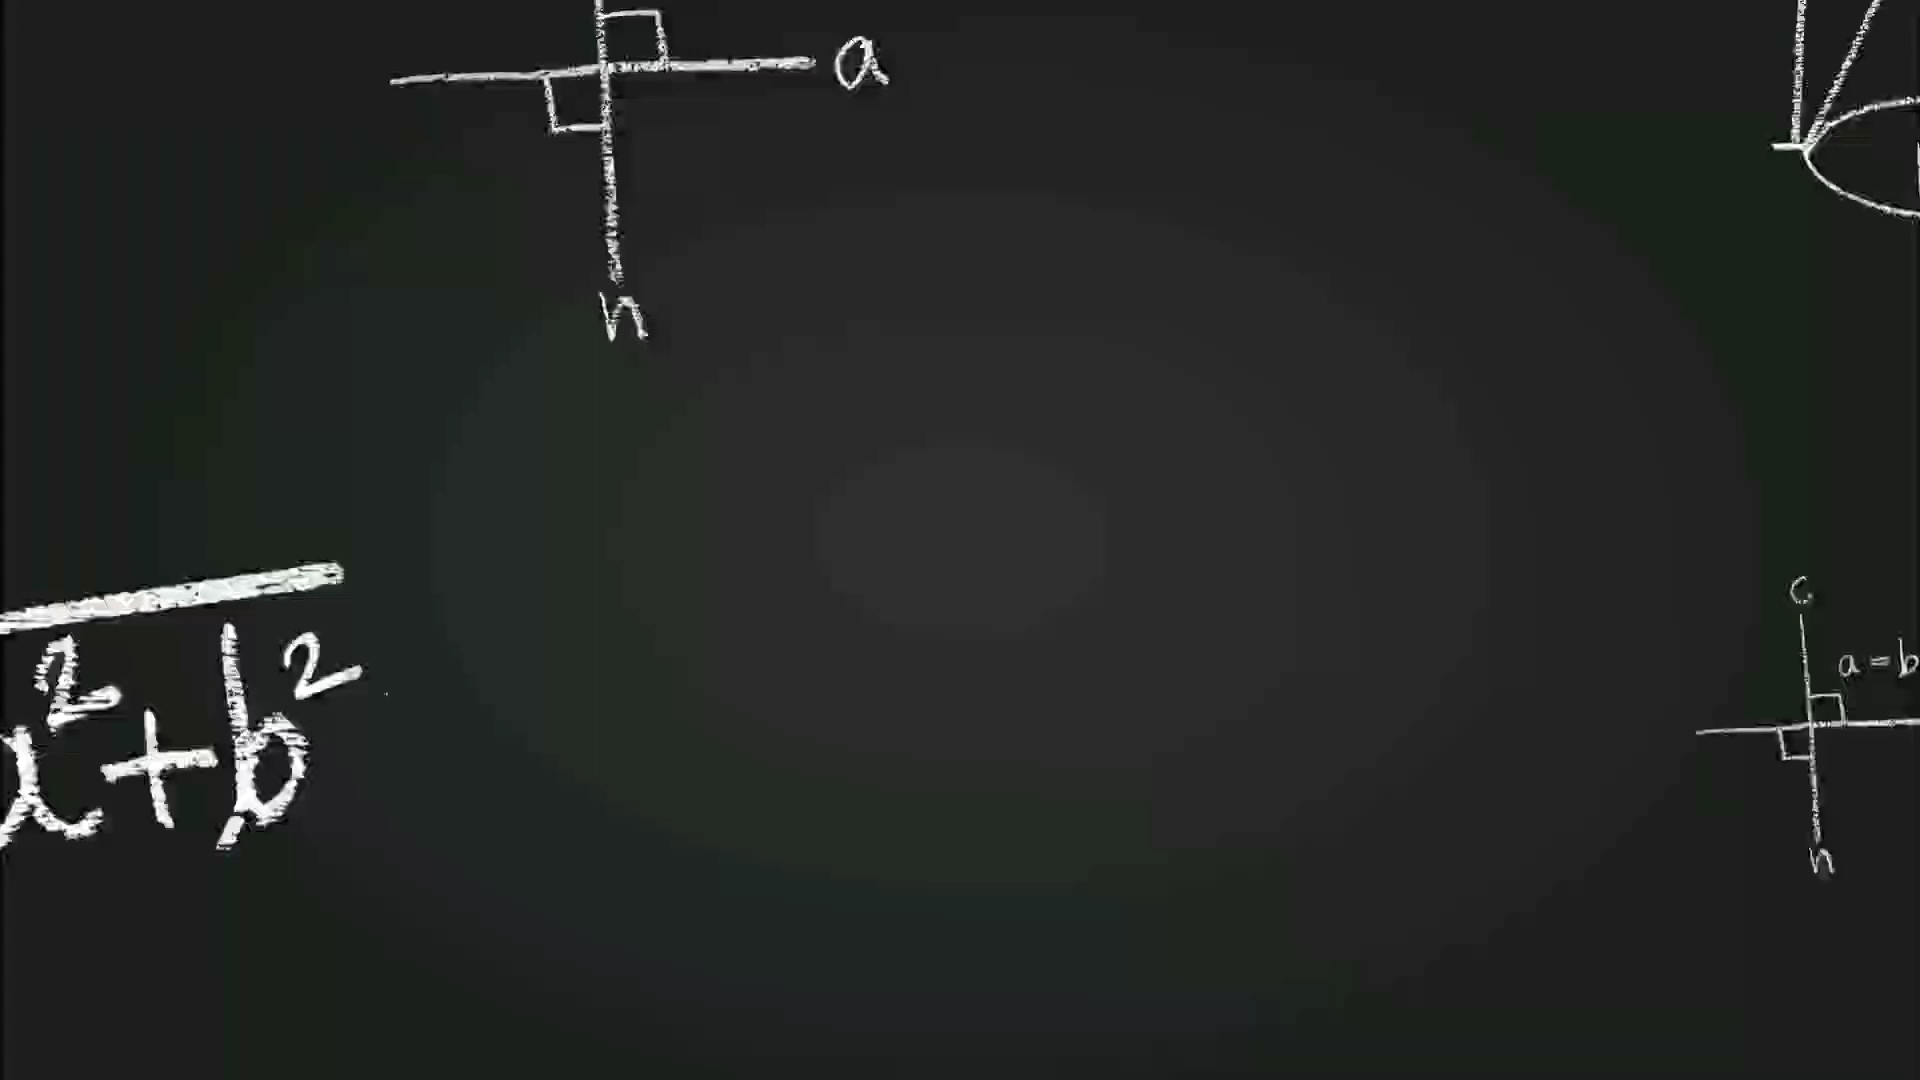 a
n
c
a = b
a² + b²
n